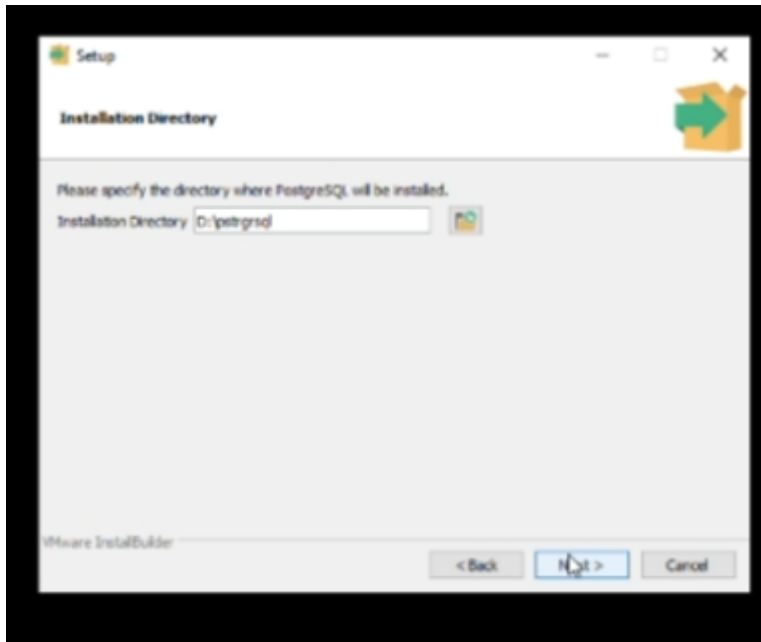 Setup
Installation Directory
Please specify the directory where PostgreSQL will be installed.
Installation Directory D:\pstrgrsql
VMware InstallBuilder
< Back Next > Cancel